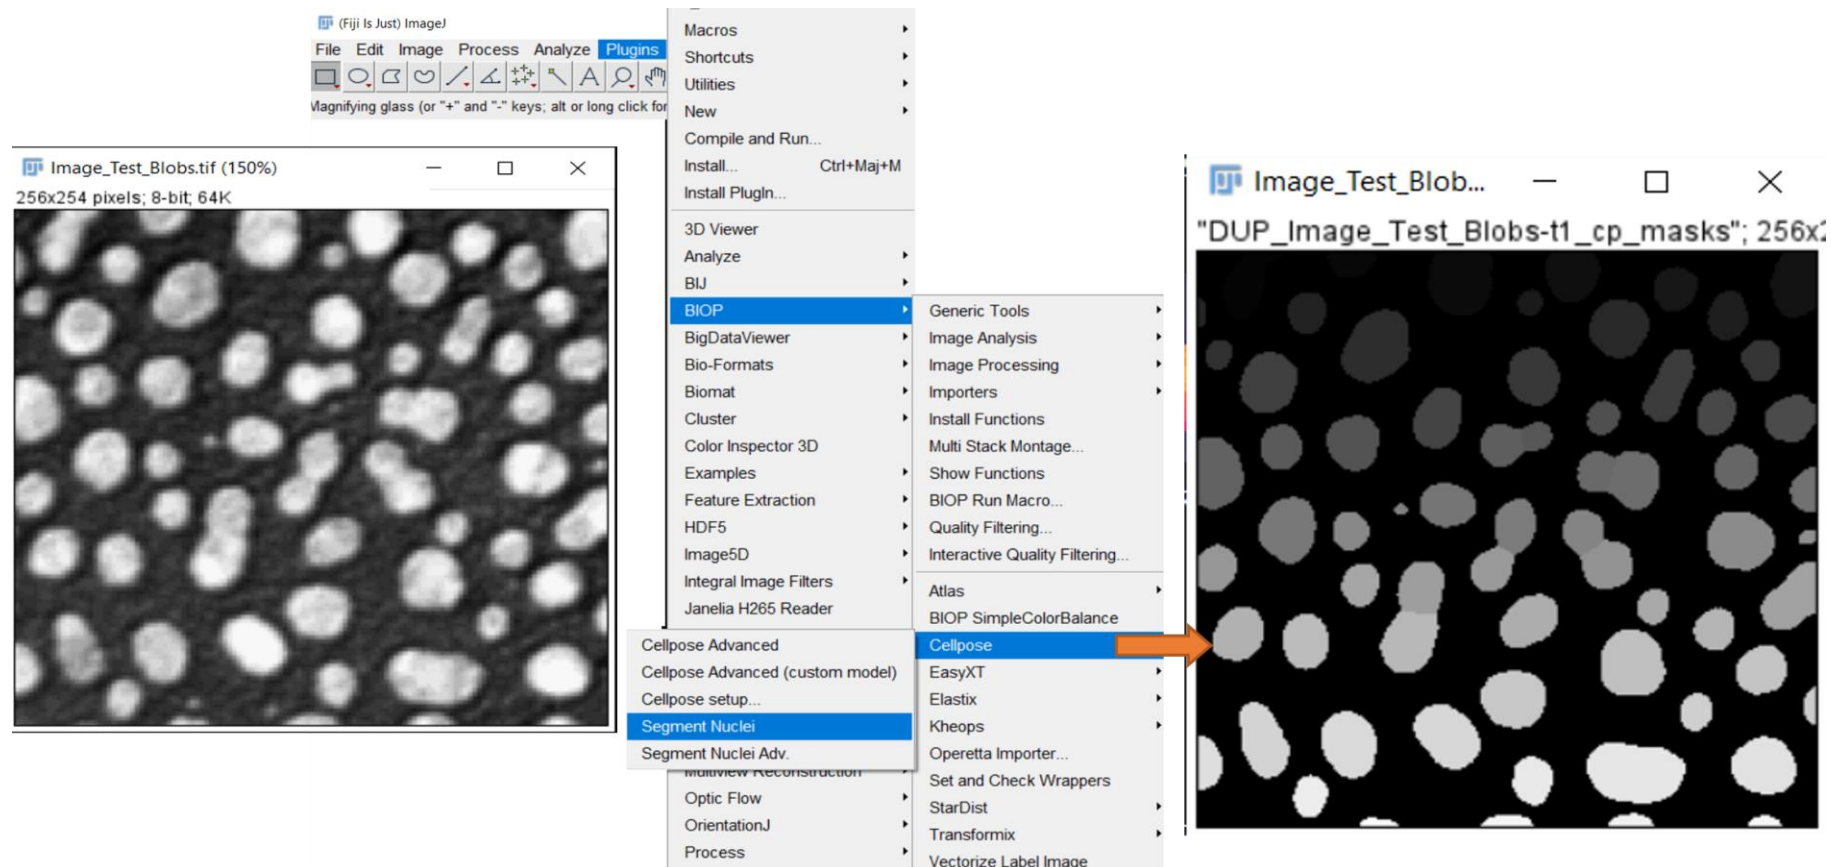 (Fiji Is Just) ImageJ
File Edit Image Process Analyze Plugins
Magnifying glass (or "+" and "-" keys; alt or long click for
Image_Test_Blobs.tif (150%)
256x254 pixels; 8-bit; 64K
Macros
Shortcuts
Utilities
New
Compile and Run...
Install... Ctrl+Maj+M
Install PlugIn...
3D Viewer
Analyze
BIJ
BIOP
BigDataViewer
Bio-Formats
Biomat
Cluster
Color Inspector 3D
Examples
Feature Extraction
HDF5
Image5D
Integral Image Filters
Janelia H265 Reader
Multiview Reconstruction
Optic Flow
OrientationJ
Process
Generic Tools
Image Analysis
Image Processing
Importers
Install Functions
Multi Stack Montage...
Show Functions
BIOP Run Macro...
Quality Filtering...
Interactive Quality Filtering...
Atlas
BIOP SimpleColorBalance
Cellpose
EasyXT
Elastix
Kheops
Operetta Importer...
Set and Check Wrappers
StarDist
Transformix
Vectorize Label Image
Cellpose Advanced
Cellpose Advanced (custom model)
Cellpose setup...
Segment Nuclei
Segment Nuclei Adv.
Image_Test_Blob...
"DUP_Image_Test_Blobs-t1_cp_masks"; 256x2